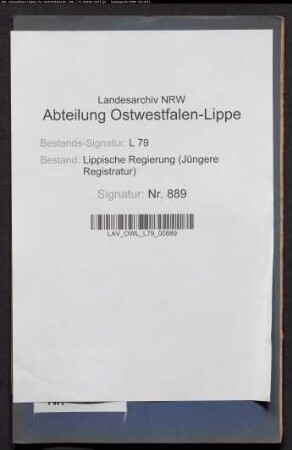 Landesarchiv NRW
Abteilung Ostwestfalen-Lippe
Bestands-Signatur: L 79
Bestand: Lippische Regierung (Jüngere
Registratur)
Signatur: Nr. 889
LAV_OWL_L79_00889